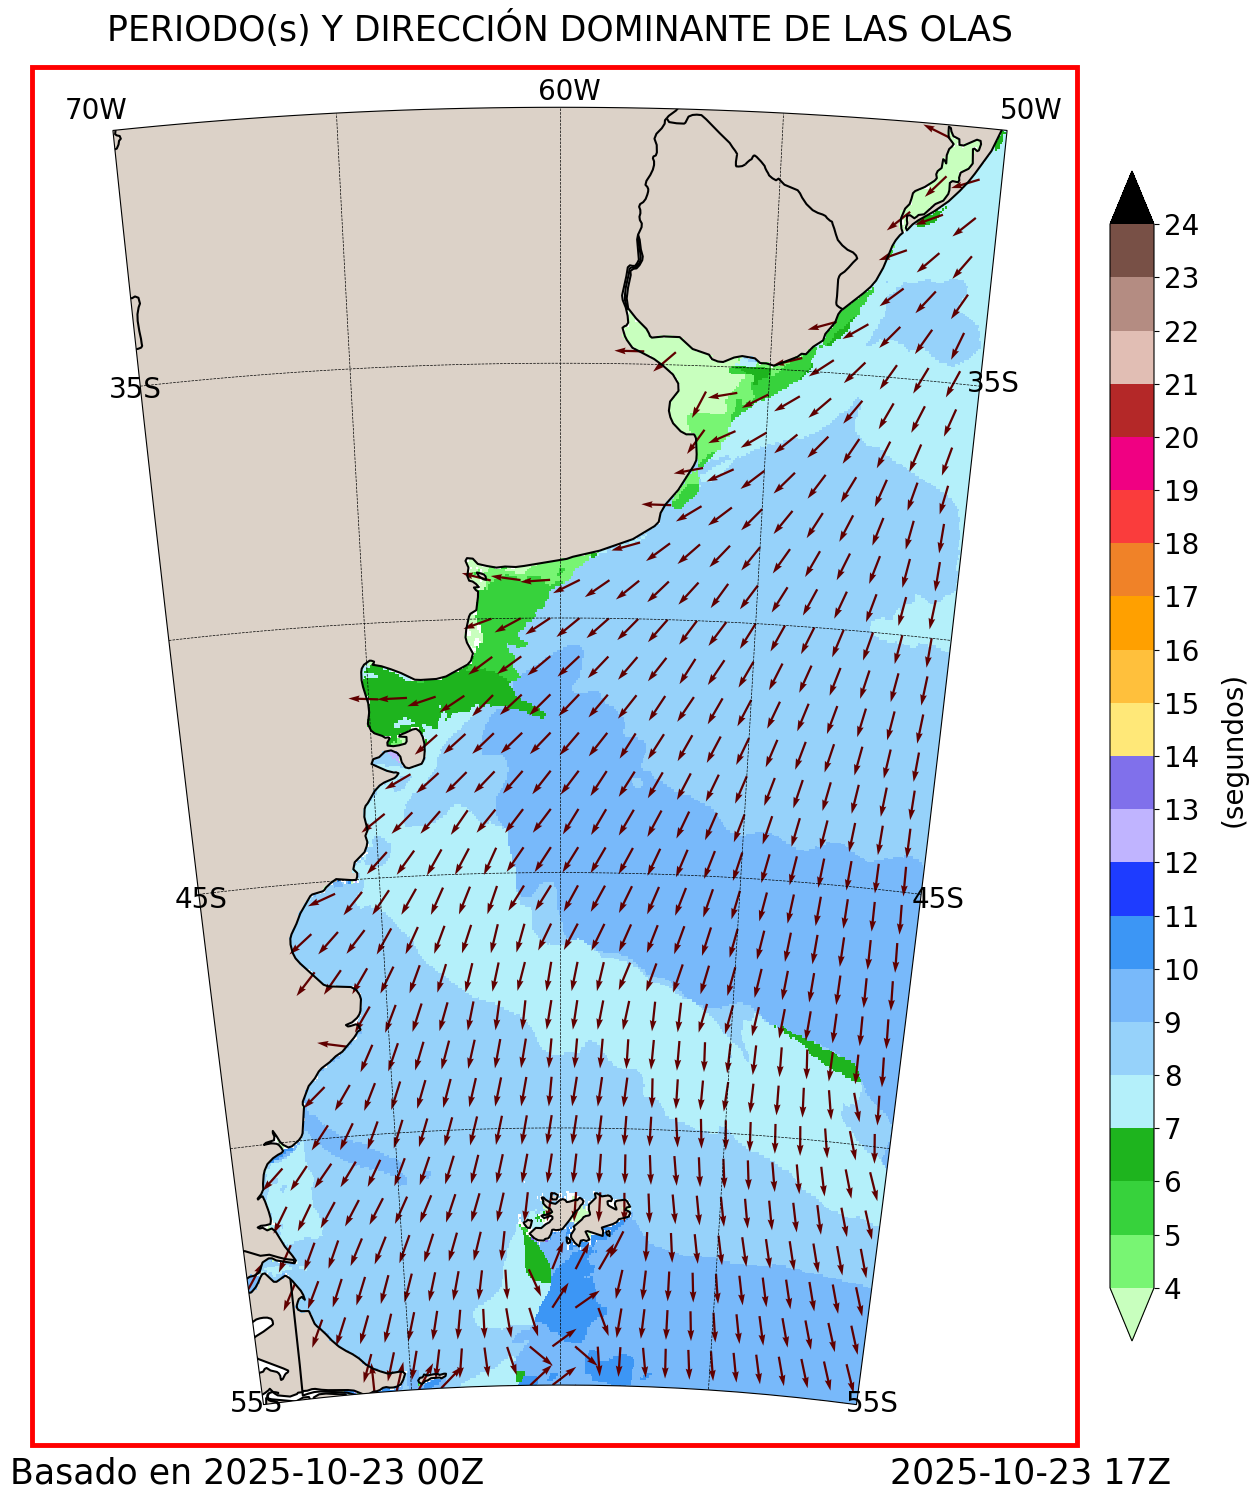 PERIODO(s) Y DIRECCIÓN DOMINANTE DE LAS OLAS
70W
60W
50W
35S
35S
45S
45S
55S
55S
24
23
22
21
20
19
18
17
16
15
14
13
12
11
10
9
8
7
6
5
4
(segundos)
Basado en 2025-10-23 00Z
2025-10-23 17Z